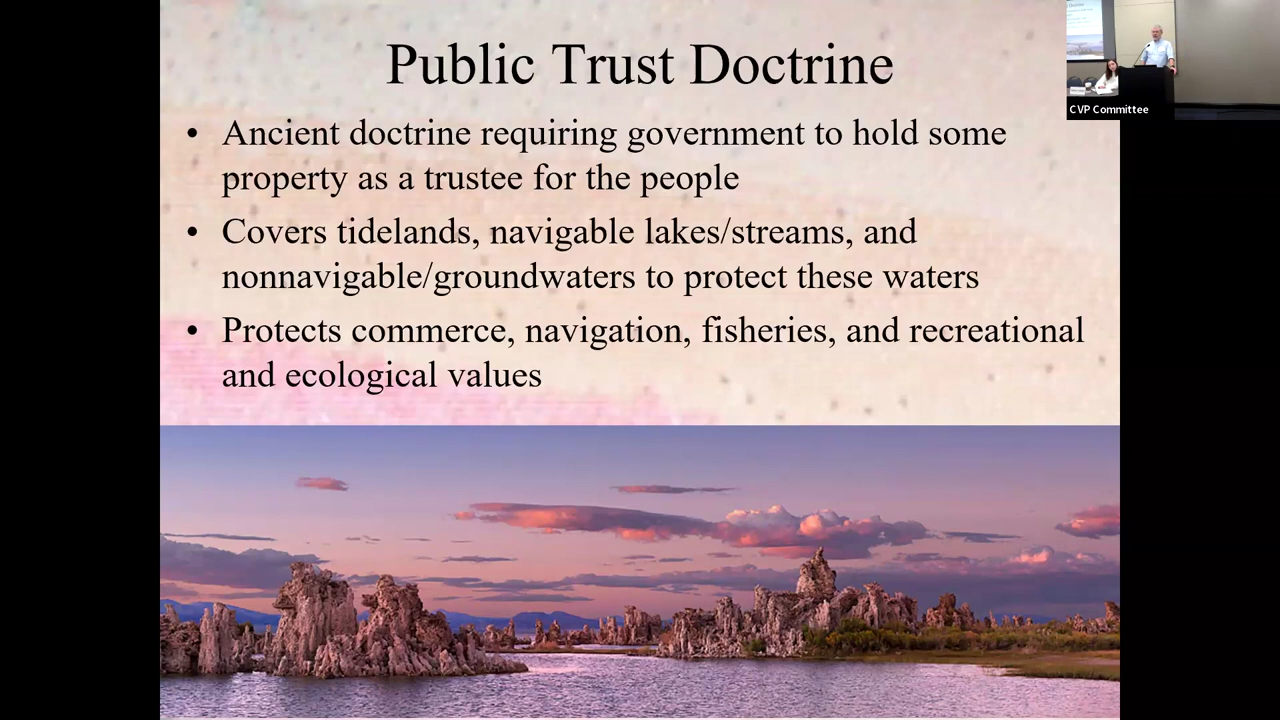 Public Trust Doctrine
• Ancient doctrine requiring government to hold some
property as a trustee for the people
• Covers tidelands, navigable lakes/streams, and
nonnavigable/groundwaters to protect these waters
• Protects commerce, navigation, fisheries, and recreational
and ecological values
CVP Committee